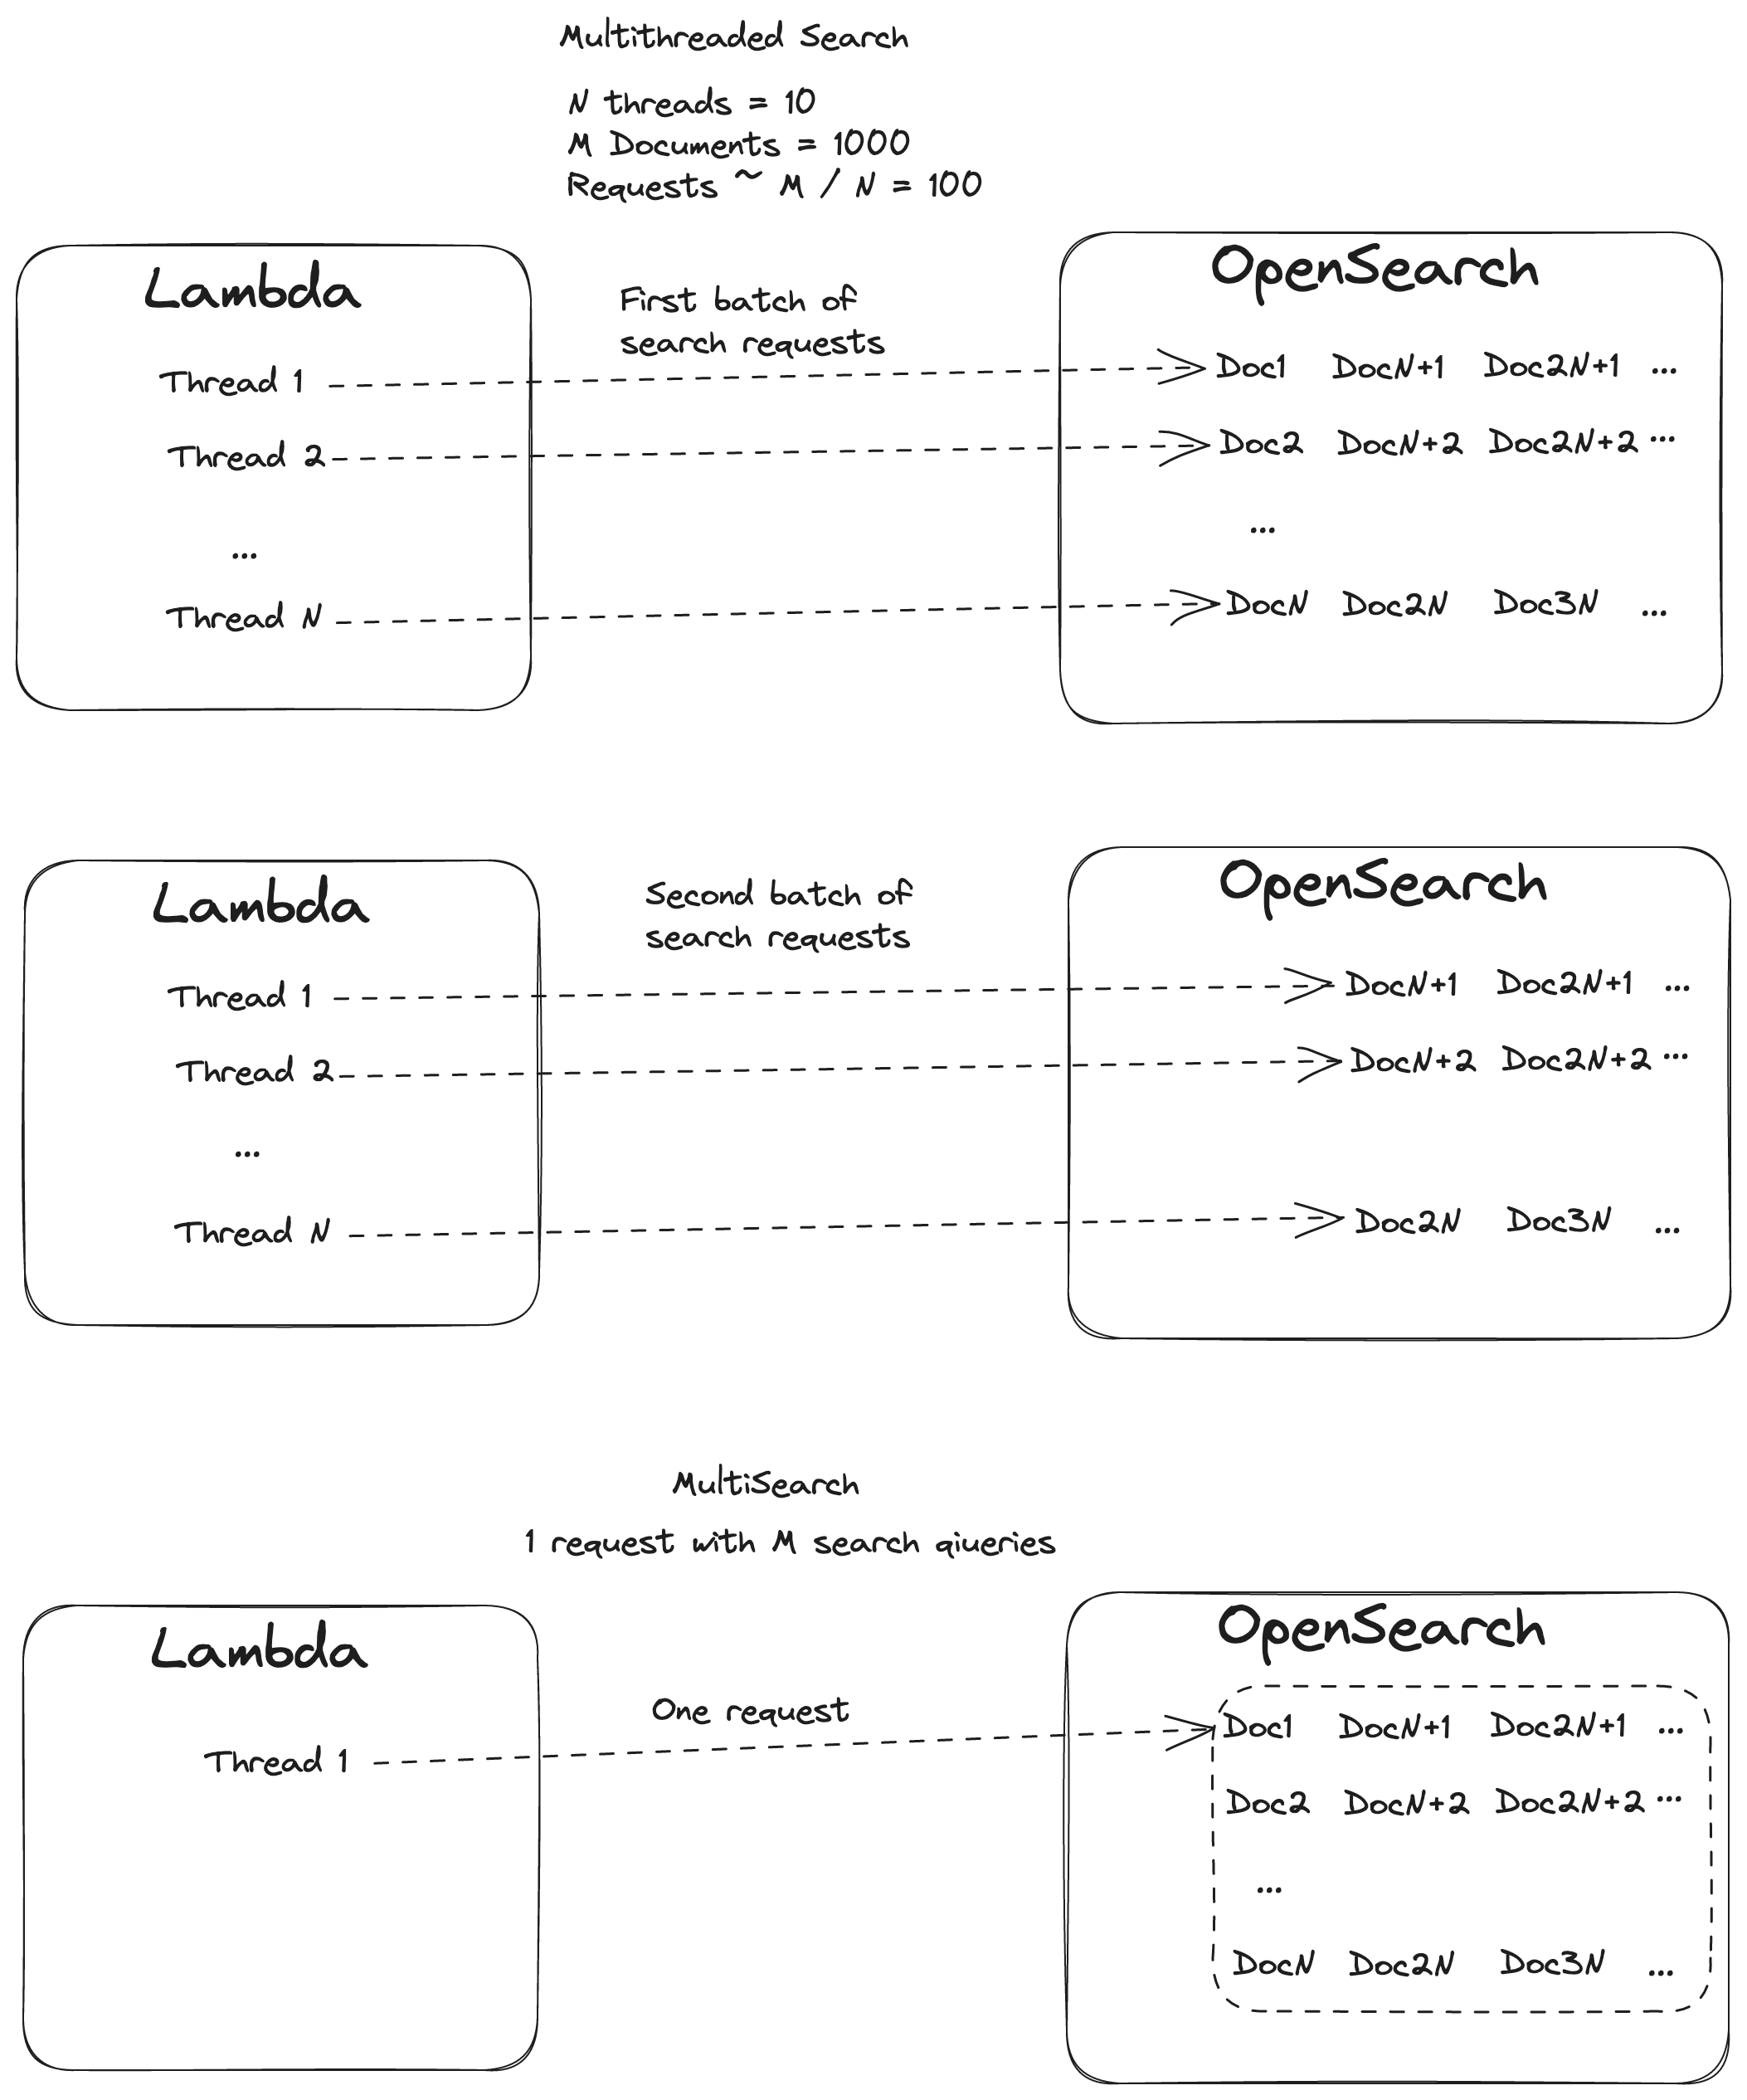 Multithreaded Search
N threads = 10
M Documents = 1000
Requests ~ M / N = 100
Lambda
Thread 1
Thread 2
...
Thread N
First batch of
search requests
OpenSearch
Doc1 DocN+1 Doc2N+1 ...
Doc2 DocN+2 Doc2N+2 ...
...
DocN Doc2N Doc3N ...
Lambda
Thread 1
Thread 2
...
Thread N
Second batch of
search requests
OpenSearch
DocN+1 Doc2N+1 ...
DocN+2 Doc2N+2 ...
Doc2N Doc3N ...
MultiSearch
1 request with M search qiueries
Lambda
Thread 1
One request
OpenSearch
Doc1 DocN+1 Doc2N+1 ...
Doc2 DocN+2 Doc2N+2 ...
...
DocN Doc2N Doc3N ...